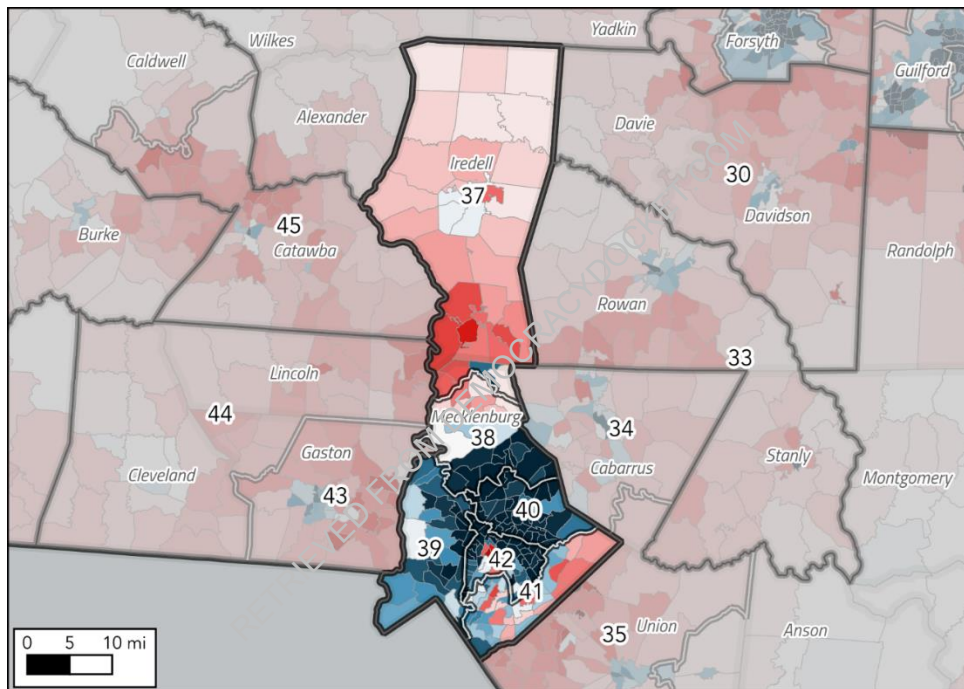 Wilkes
Yadkin
Forsyth
Caldwell
Guilford
Alexander
Davie
Iredell
30
37
Davidson
45
Burke
Catawba
Randolph
Rowan
33
Lincoln
44
Mecklenburg
38
34
Gaston
Cabarrus
Stanly
Cleveland
Montgomery
43
40
39
42
41
35
Union
Anson
0 5 10 mi